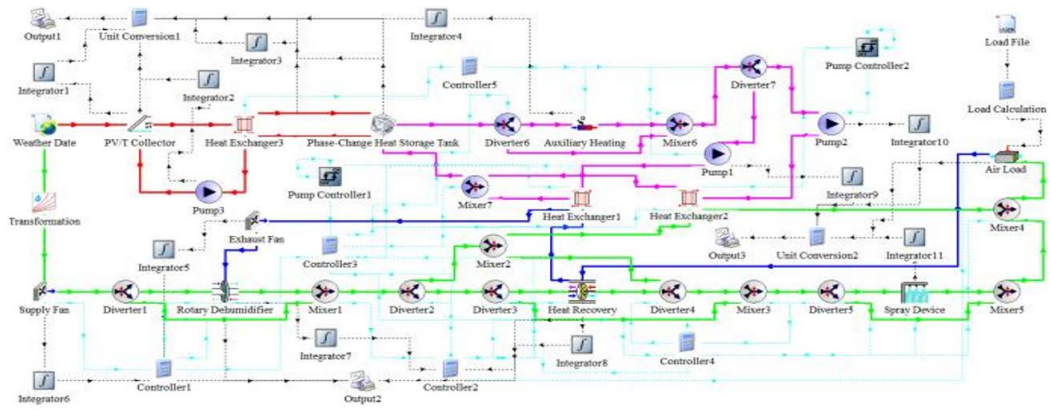 Output1
Unit Conversion1
Integrator4
Load File
Integrator3
Pump Controller2
Integrator1
Controller5
Diverter7
Integrator2
Load Calculation
Weather Date
PV/T Collector
Heat Exchanger3
Phase-Change Heat Storage Tank
Diverter6
Auxiliary Heating
Mixer6
Pump2
Integrator10
Pump1
Air Load
Pump Controller1
Integrator9
Pump3
Mixer7
Transformation
Heat Exchanger1
Heat Exchanger2
Mixer4
Exhaust Fan
Output3
Unit Conversion2
Integrator11
Integrator5
Controller3
Mixer2
Supply Fan
Diverter1
Rotary Dehumidifier
Mixer1
Diverter2
Diverter3
Heat Recovery
Diverter4
Mixer3
Diverter5
Spray Device
Mixer5
Integrator7
Integrator8
Controller4
Integrator6
Controller1
Output2
Controller2